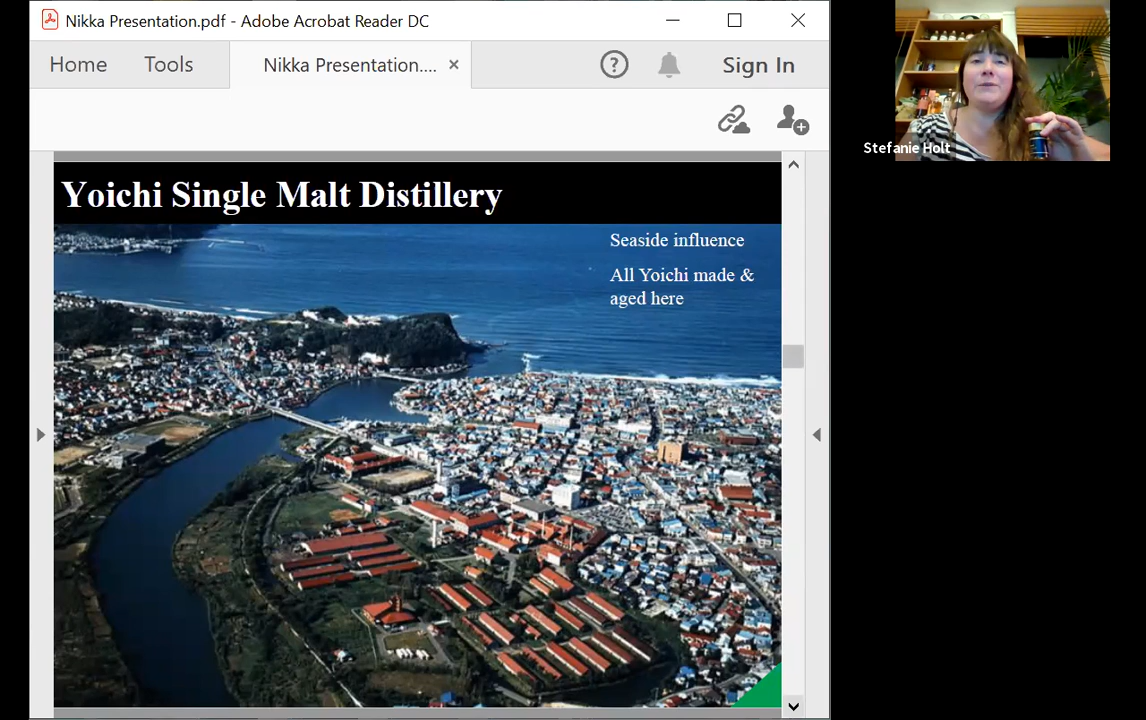 Nikka Presentation.pdf - Adobe Acrobat Reader DC
Home Tools Nikka Presentation.... Sign In
Stefanie Holt
Yoichi Single Malt Distillery
Seaside influence
All Yoichi made &
aged here